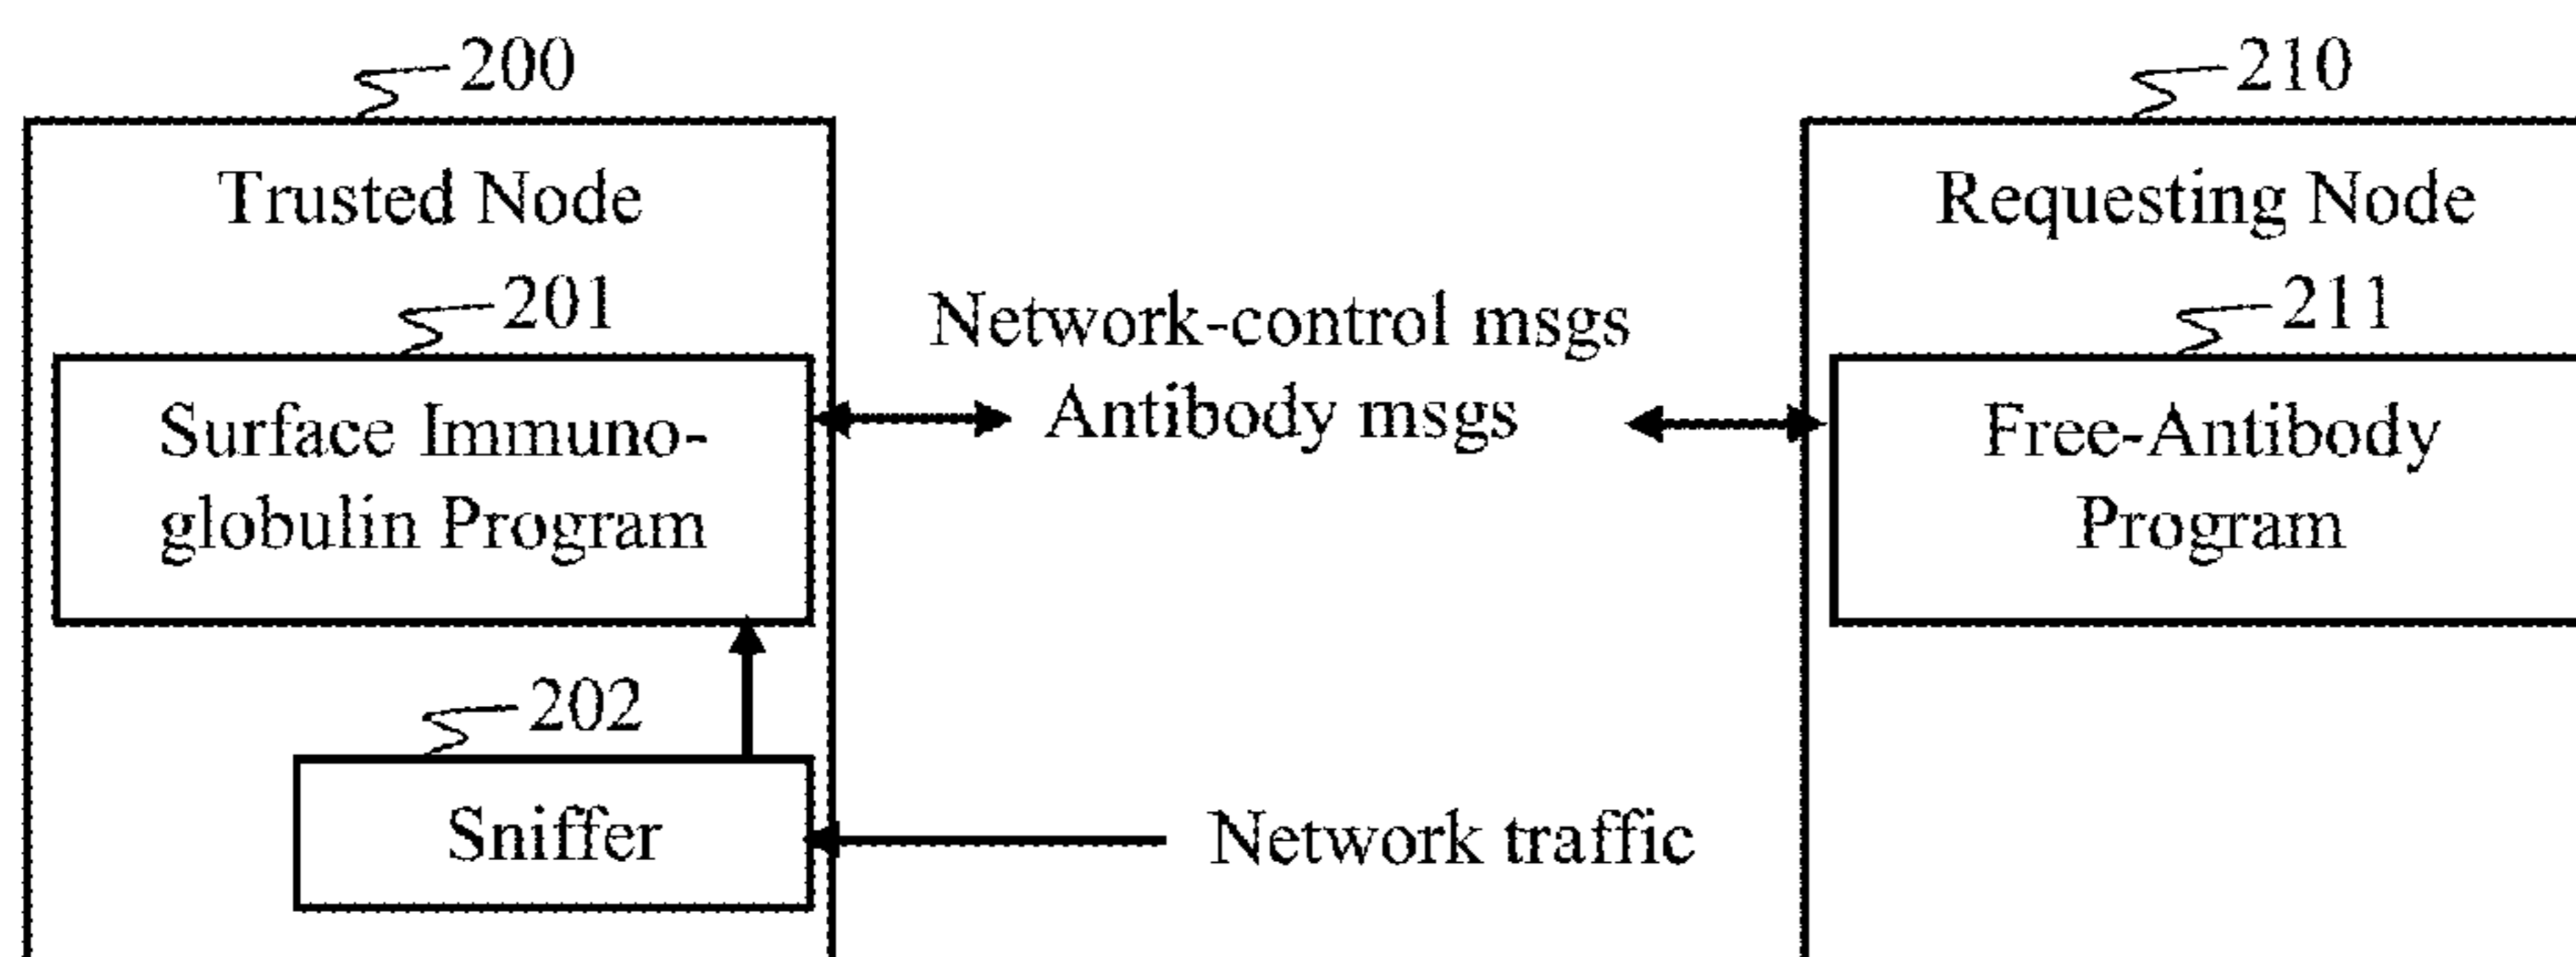 200
210
Trusted Node
Requesting Node
201
211
Network-control msgs
Antibody msgs
Surface Immuno-
globulin Program
Free-Antibody
Program
202
Sniffer
Network traffic